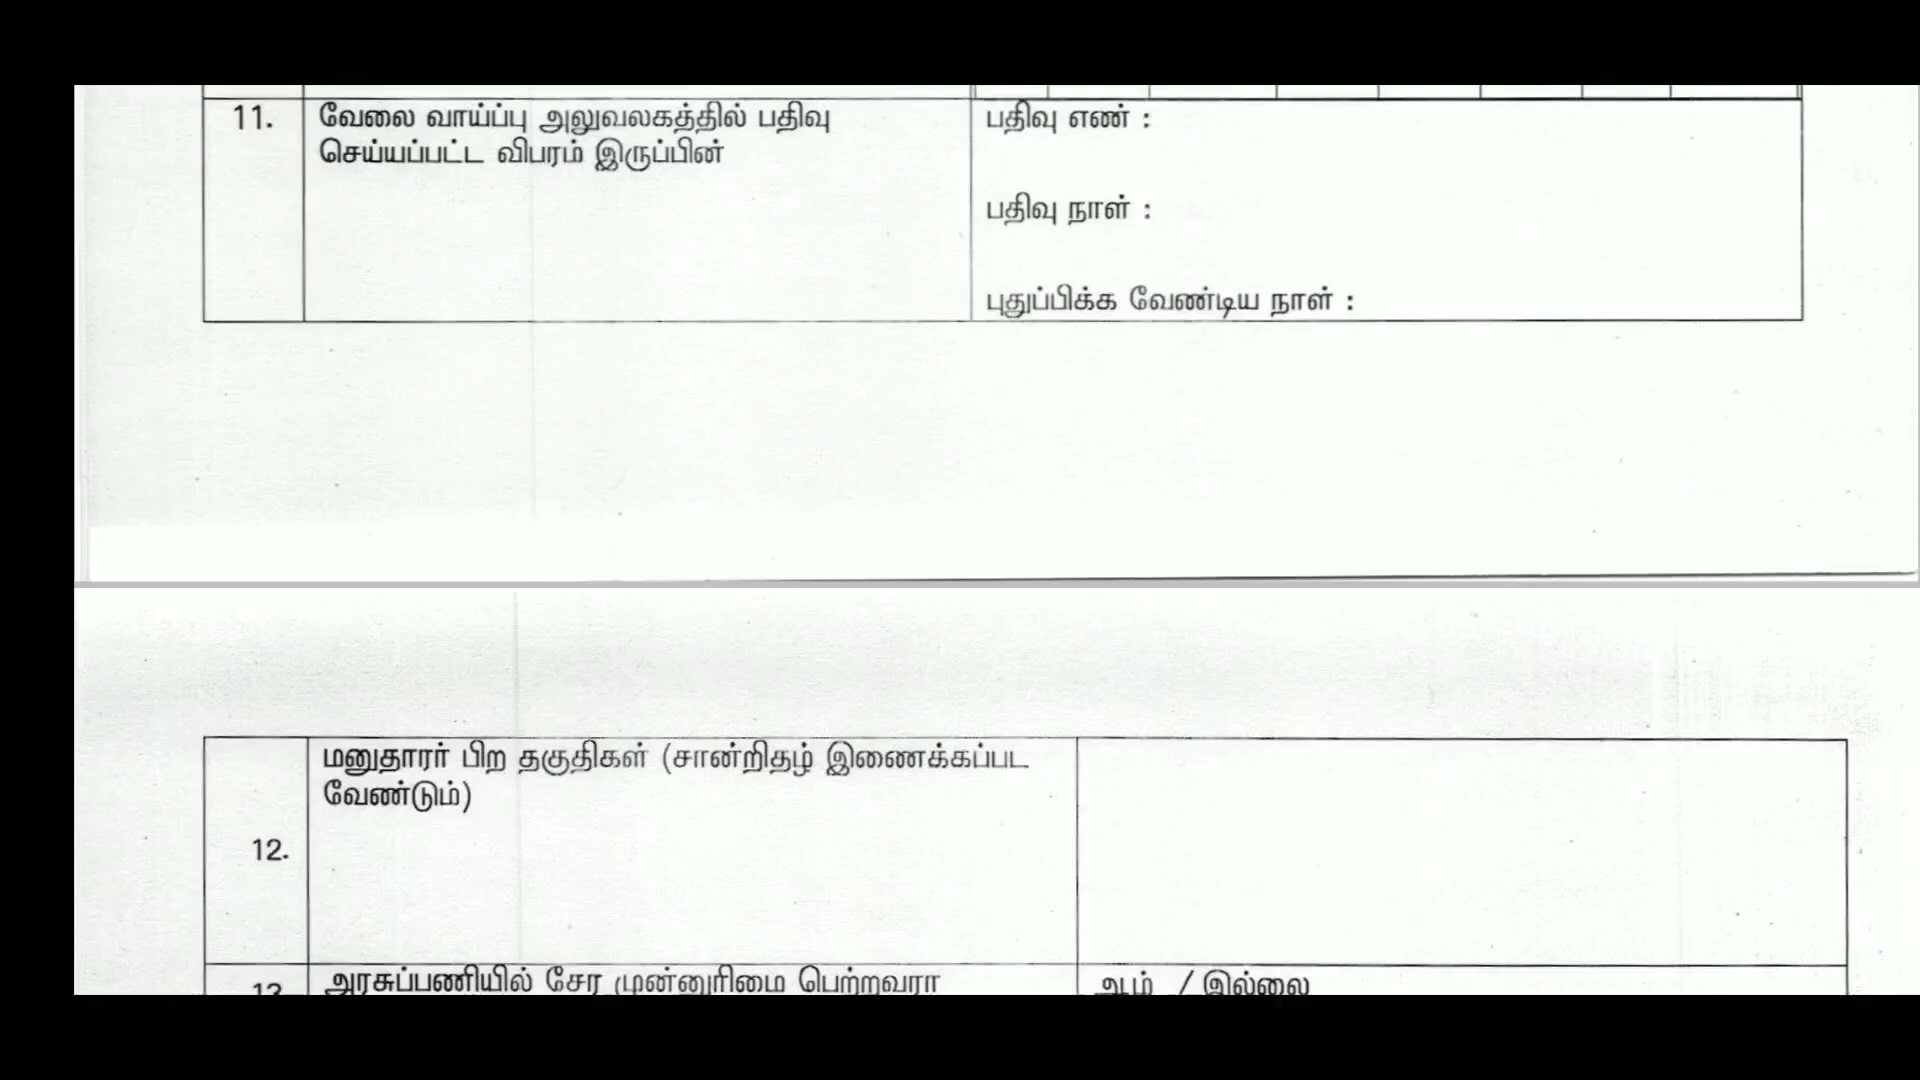 11. வேலை வாய்ப்பு அலுவலகத்தில் பதிவு
செய்யப்பட்ட விபரம் இருப்பின்
பதிவு எண் :
பதிவு நாள் :
புதுப்பிக்க வேண்டிய நாள் :
மனுதாரர் பிற தகுதிகள் (சான்றிதழ் இணைக்கப்பட
வேண்டும்)
12.
13. அரசுப்பணியில் சேர முன்னுரிமை பெற்றவரா
ஆம் / இல்லை